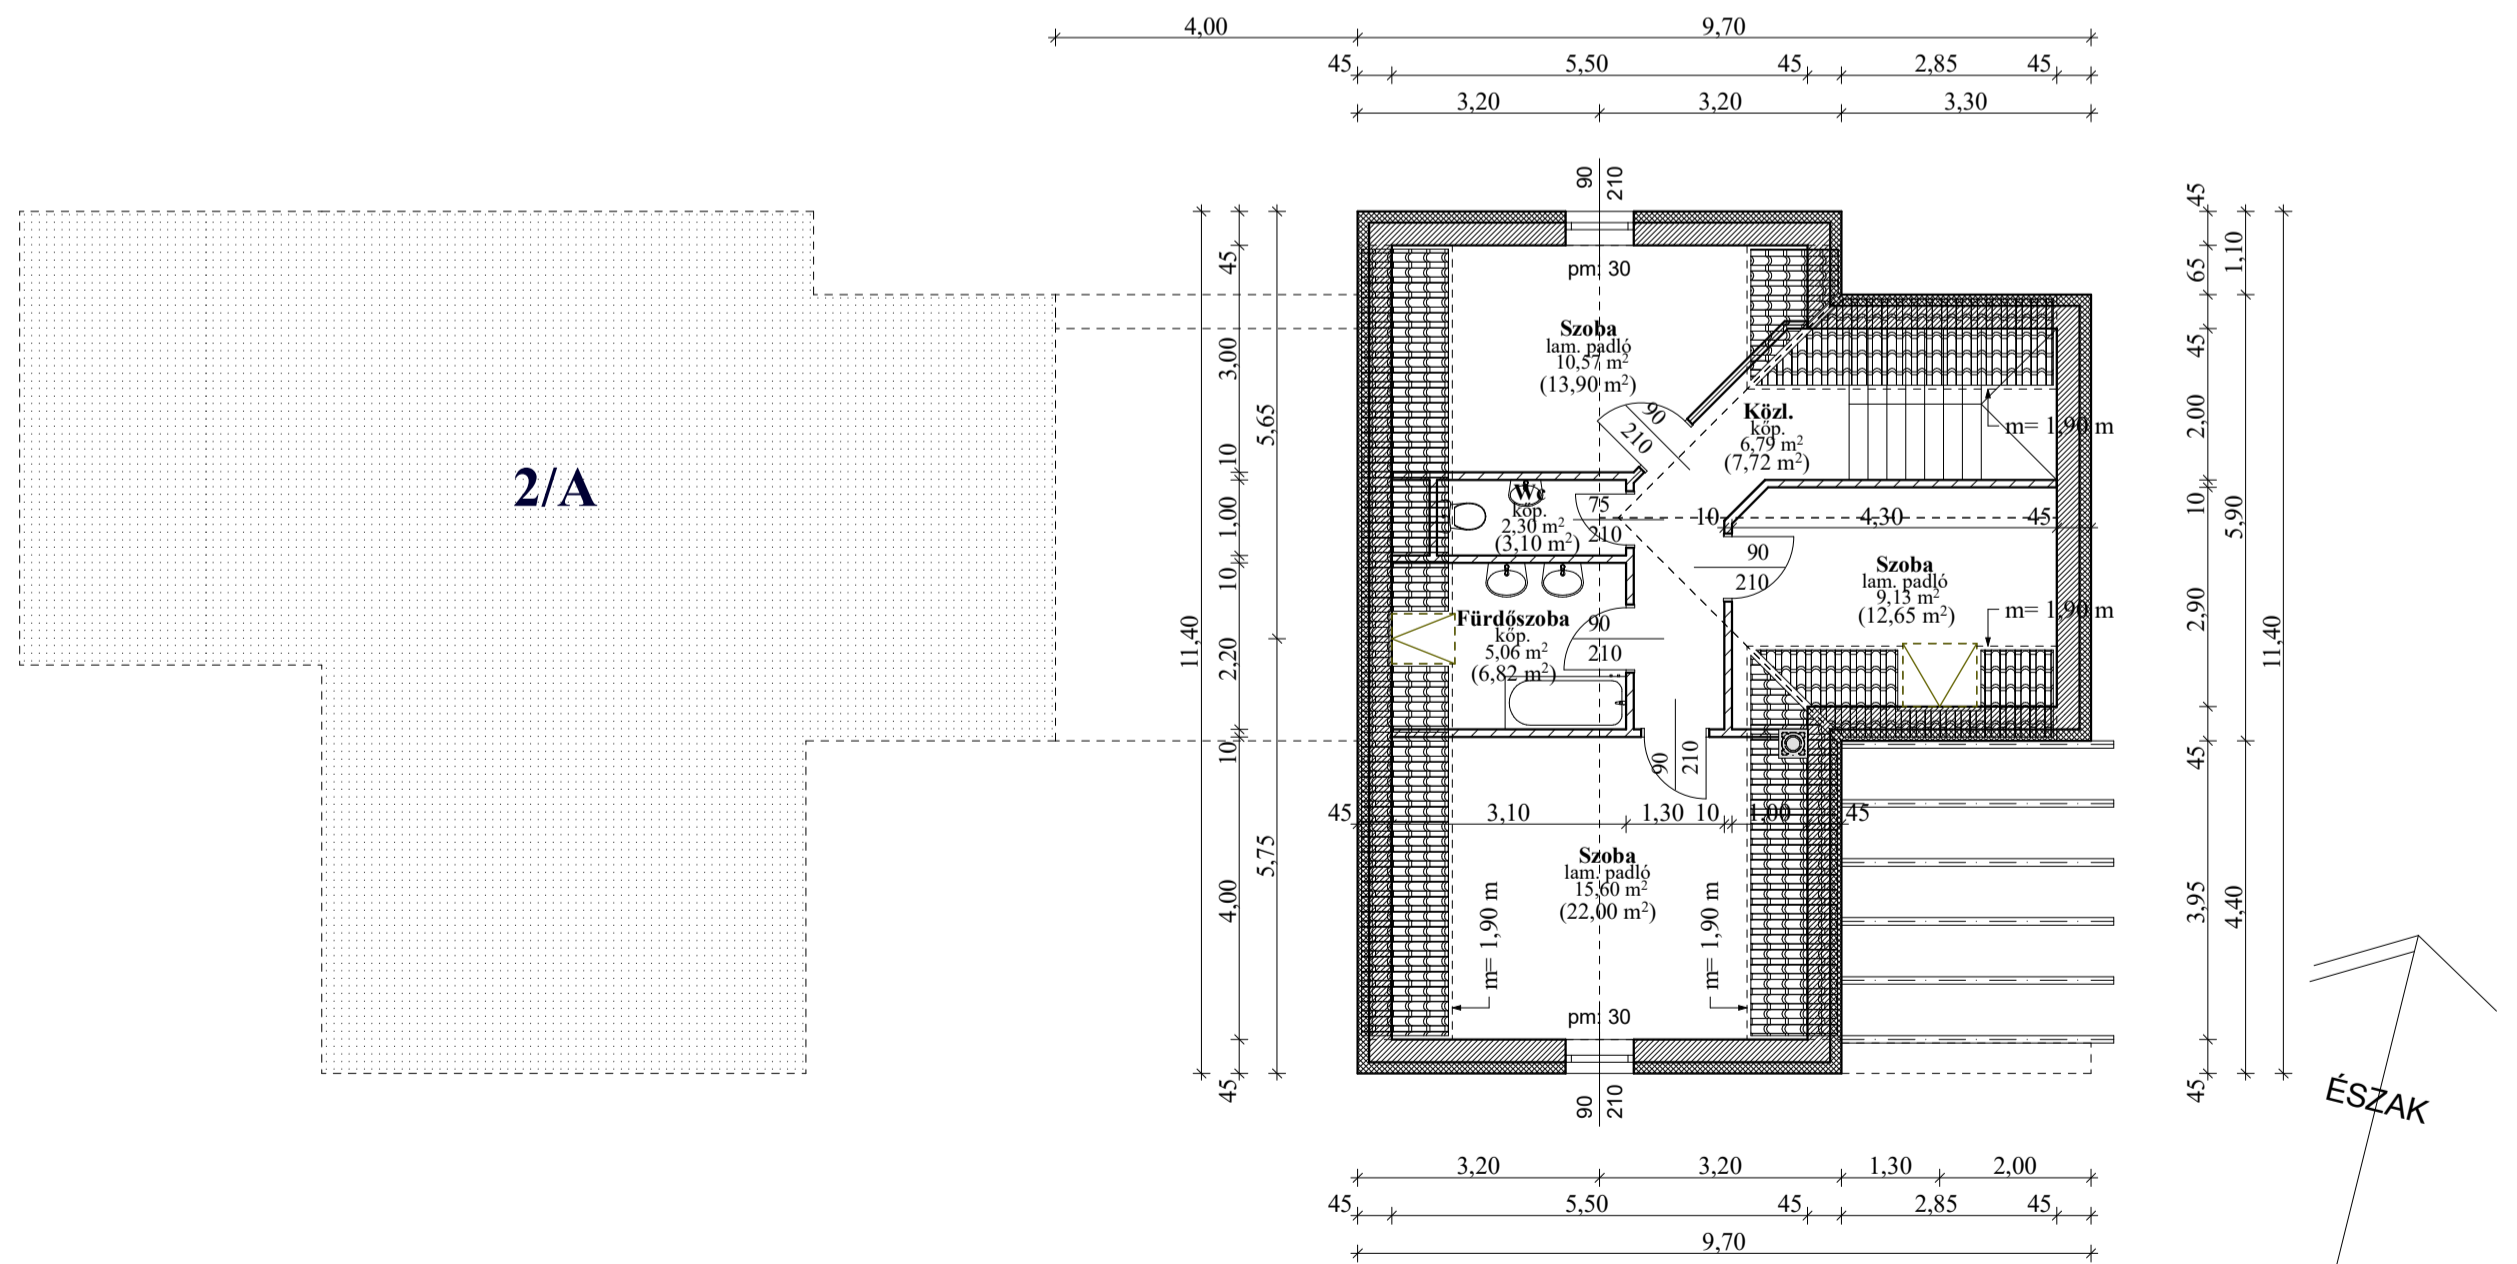 4,00
9,70
45
5,50
45
2,85
45
3,20
3,20
3,30
90
210
45
1,10
65
45
pm: 30
45
Szoba
lam. padló
10,57 m²
(13,90 m²)
3,00
5,65
90
210
Közl.
kőp.
6,79 m²
(7,72 m²)
m= 1,90 m
2,00
2/A
10
Wc
kőp.
2,30 m²
(3,10 m²)
75
210
1,00
10
4,30
45
10
5,90
90
210
Szoba
lam. padló
9,13 m²
(12,65 m²)
m= 1,90 m
2,90
10
11,40
2,20
Fürdőszoba
kőp.
5,06 m²
(6,82 m²)
90
210
11,40
10
90
210
45
45
3,10
1,30
10
1,00
45
5,75
4,00
Szoba
lam. padló
15,60 m²
(22,00 m²)
m= 1,90 m
m= 1,90 m
3,95
4,40
pm: 30
45
90
210
45
ÉSZAK
3,20
3,20
1,30
2,00
45
5,50
45
2,85
45
9,70